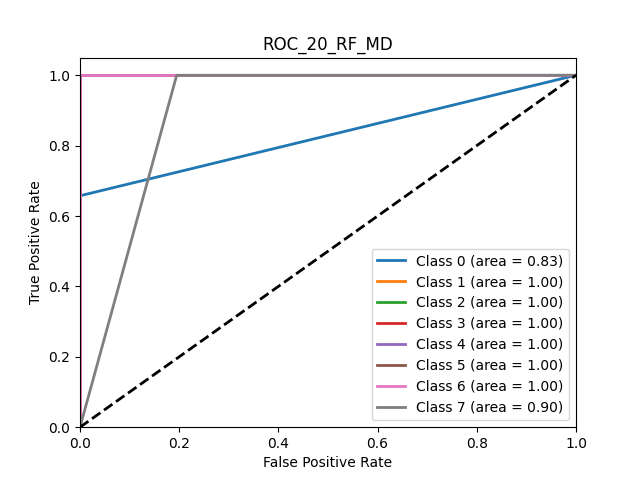 ROC_20_RF_MD
True Positive Rate
1.0
0.8
0.6
0.4
0.2
0.0
Class 0 (area = 0.83)
Class 1 (area = 1.00)
Class 2 (area = 1.00)
Class 3 (area = 1.00)
Class 4 (area = 1.00)
Class 5 (area = 1.00)
Class 6 (area = 1.00)
Class 7 (area = 0.90)
0.0 0.2 0.4 0.6 0.8 1.0
False Positive Rate